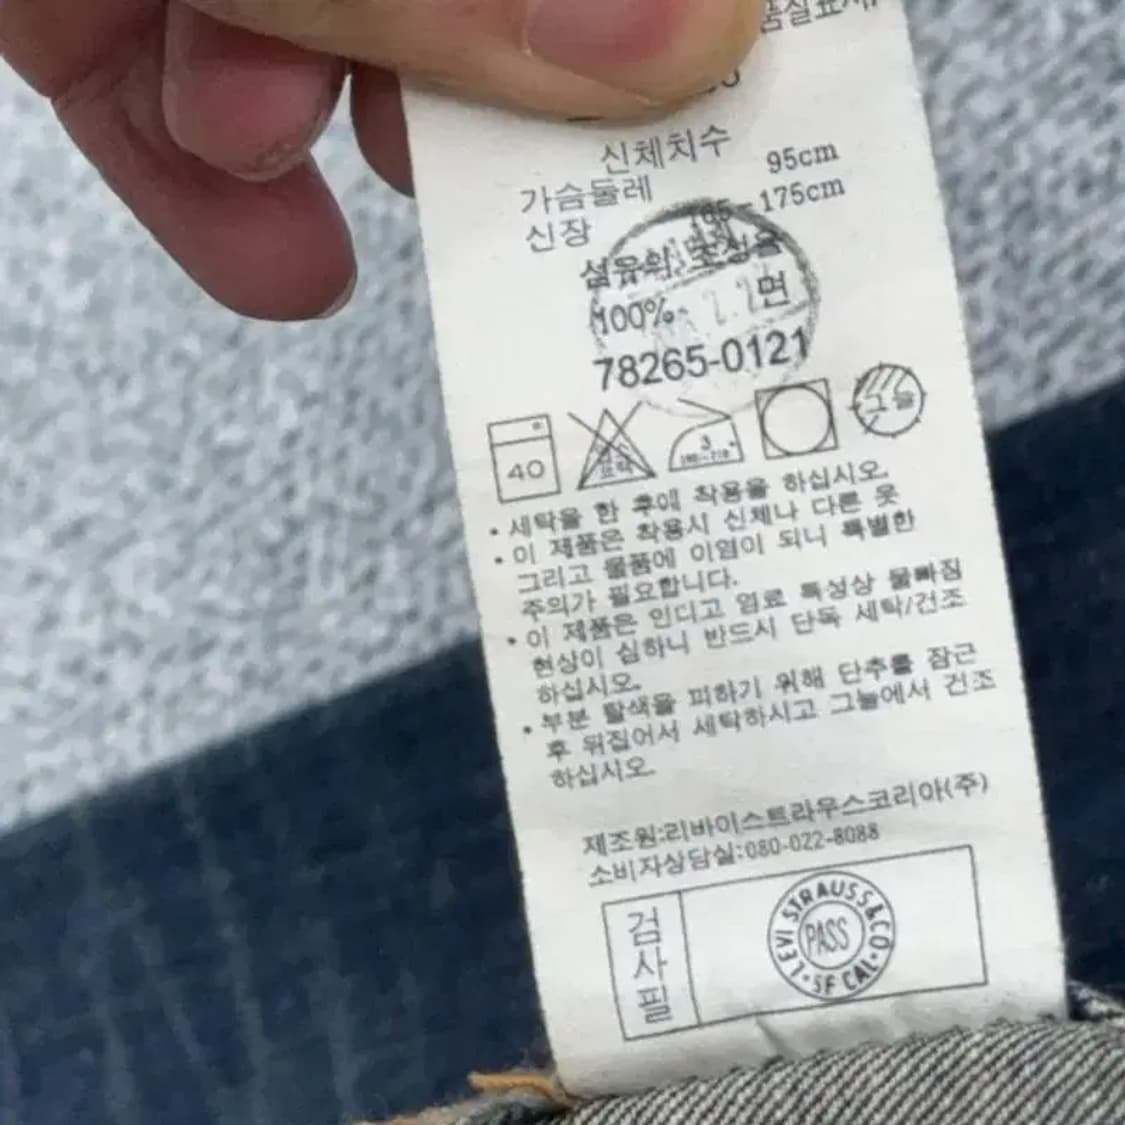 품질표시
신체치수
가슴둘레 95cm
신장 165-175cm
섬유의 조성율
100% 면
78265-0121
40
3
그늘
• 세탁을 한 후에 착용을 하십시오.
• 이 제품은 착용시 신체나 다른 옷
그리고 물품에 이염이 되니 특별한
주의가 필요합니다.
• 이 제품은 인디고 염료 특성상 물빠짐
현상이 심하니 반드시 단독 세탁/건조
하십시오.
• 부분 탈색을 피하기 위해 단추를 잠근
후 뒤집어서 세탁하시고 그늘에서 건조
하십시오.
제조원:리바이스트라우스코리아(주)
소비자상담실:080-022-8088
검사필
LEVI STRAUSS&CO. SF CAL.
PASS